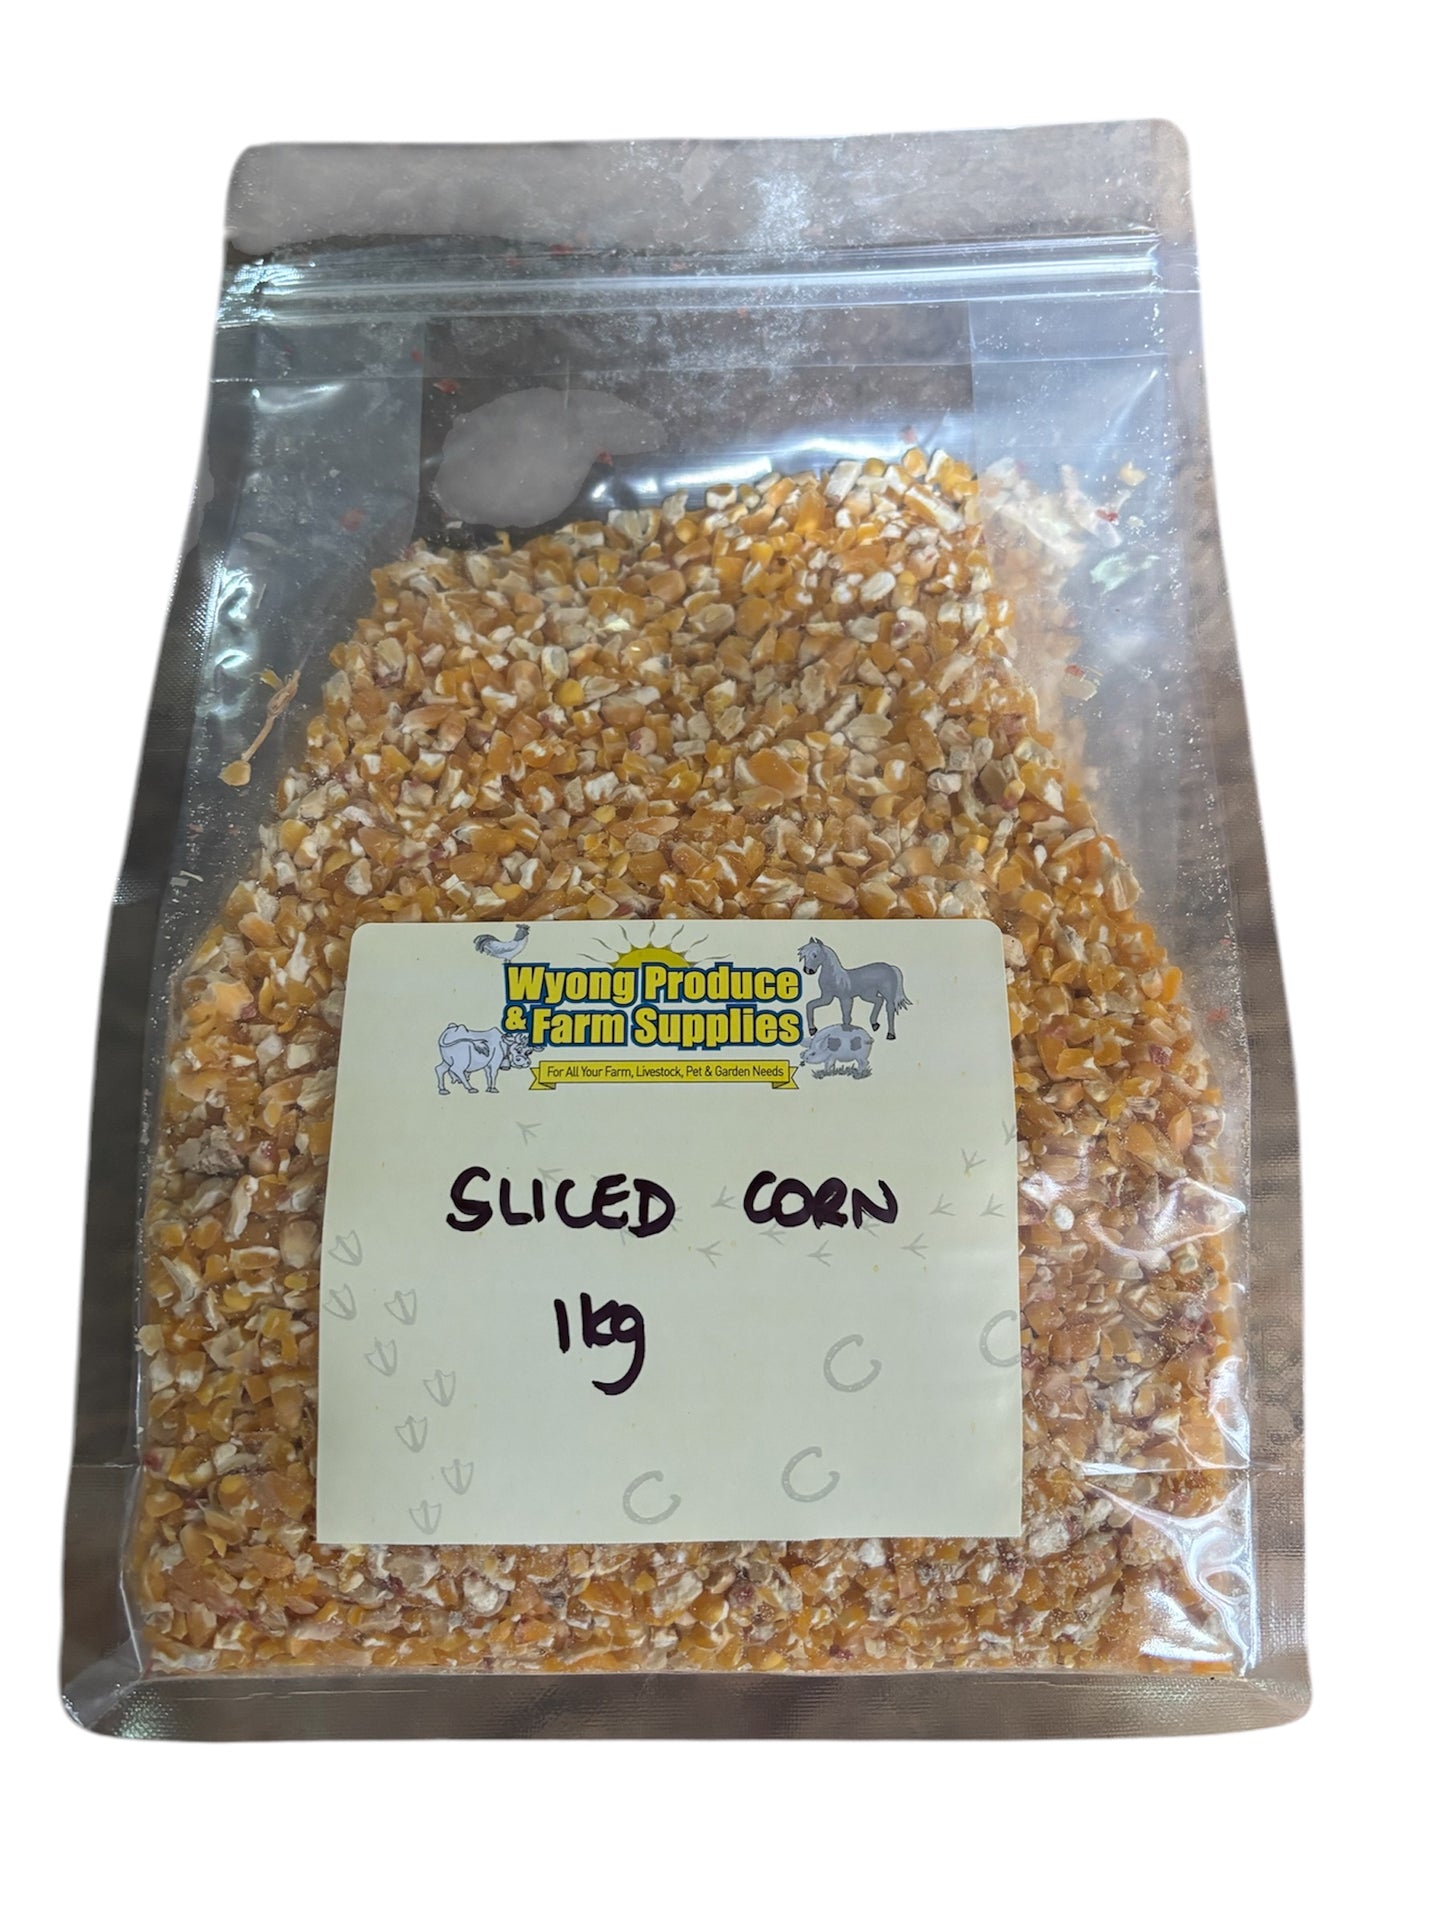 Wyong Produce
& Farm Supplies
For All Your Farm, Livestock, Pet & Garden Needs
SLICED CORN
1kg